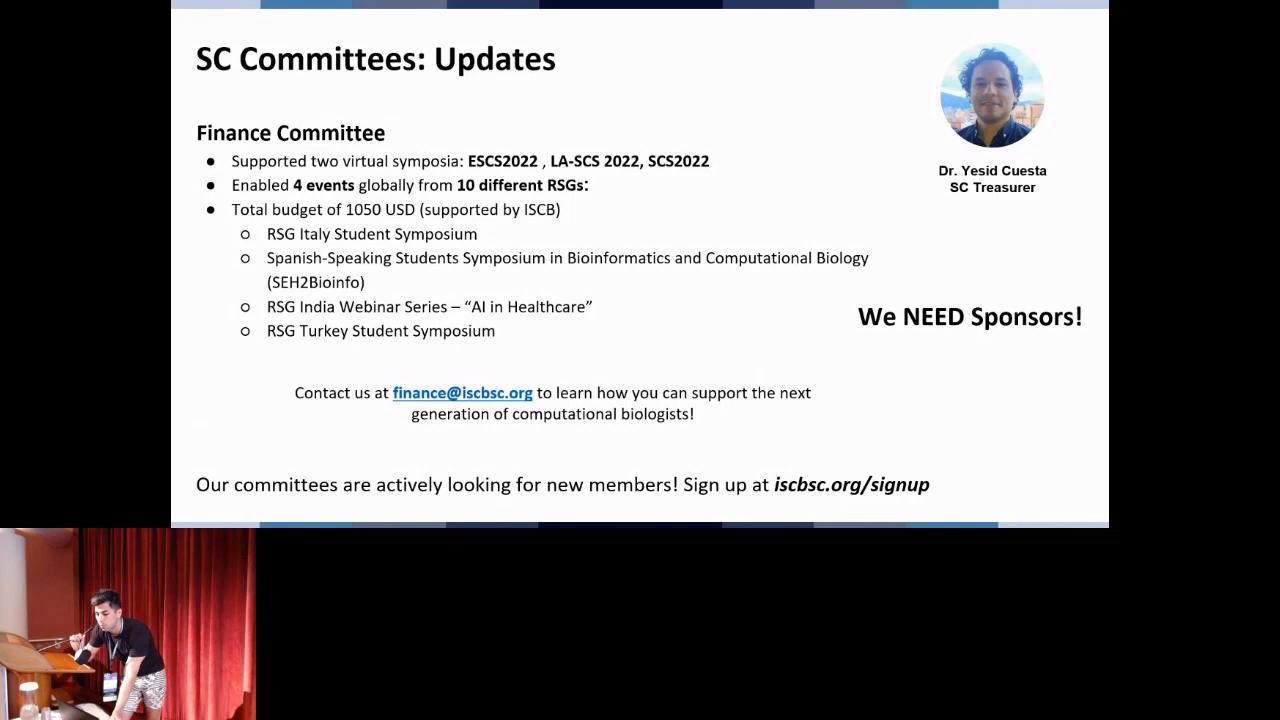 SC Committees: Updates
Dr. Yesid Cuesta
SC Treasurer
Finance Committee
● Supported two virtual symposia: ESCS2022 , LA-SCS 2022, SCS2022
● Enabled 4 events globally from 10 different RSGs:
● Total budget of 1050 USD (supported by ISCB)
○ RSG Italy Student Symposium
○ Spanish-Speaking Students Symposium in Bioinformatics and Computational Biology
(SEH2Bioinfo)
○ RSG India Webinar Series – “AI in Healthcare”
○ RSG Turkey Student Symposium
We NEED Sponsors!
Contact us at finance@iscbsc.org to learn how you can support the next
generation of computational biologists!
Our committees are actively looking for new members! Sign up at iscbsc.org/signup